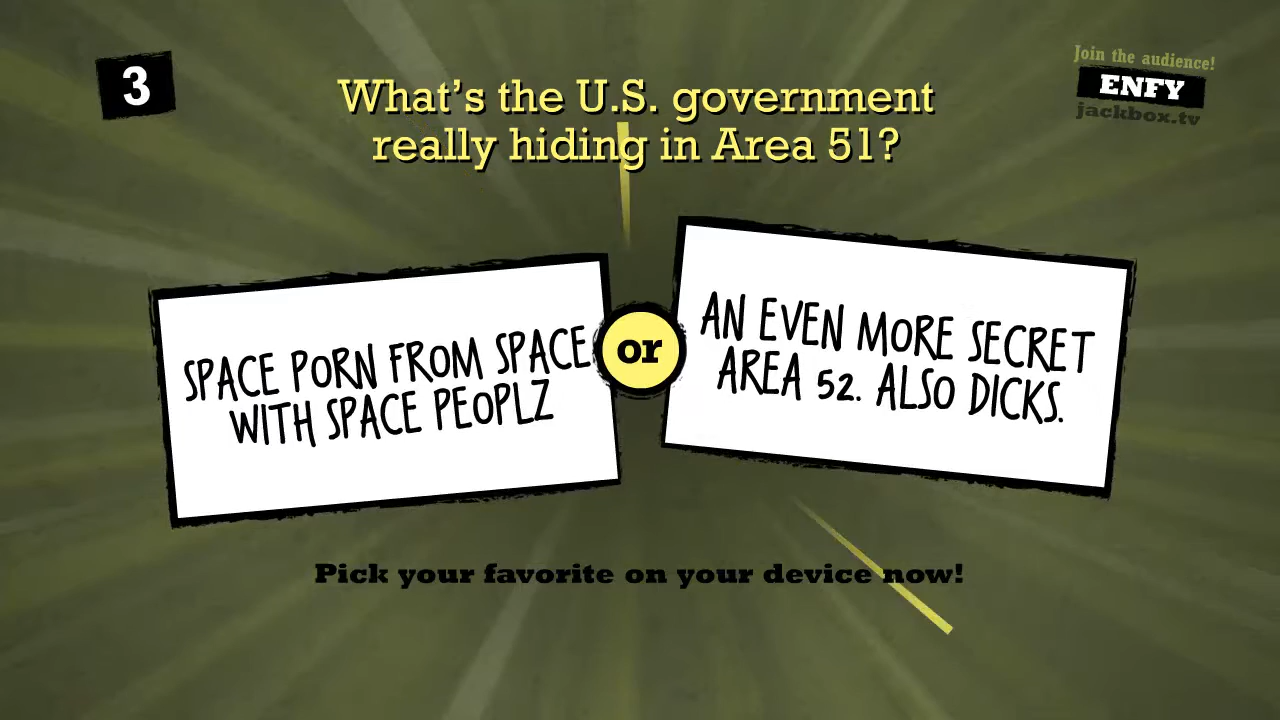 3
What's the U.S. government
really hiding in Area 51?
Join the audience!
ENFY
jackbox.tv
SPACE PORN FROM SPACE
WITH SPACE PEOPLZ
or
AN EVEN MORE SECRET
AREA 52. ALSO DICKS.
Pick your favorite on your device now!